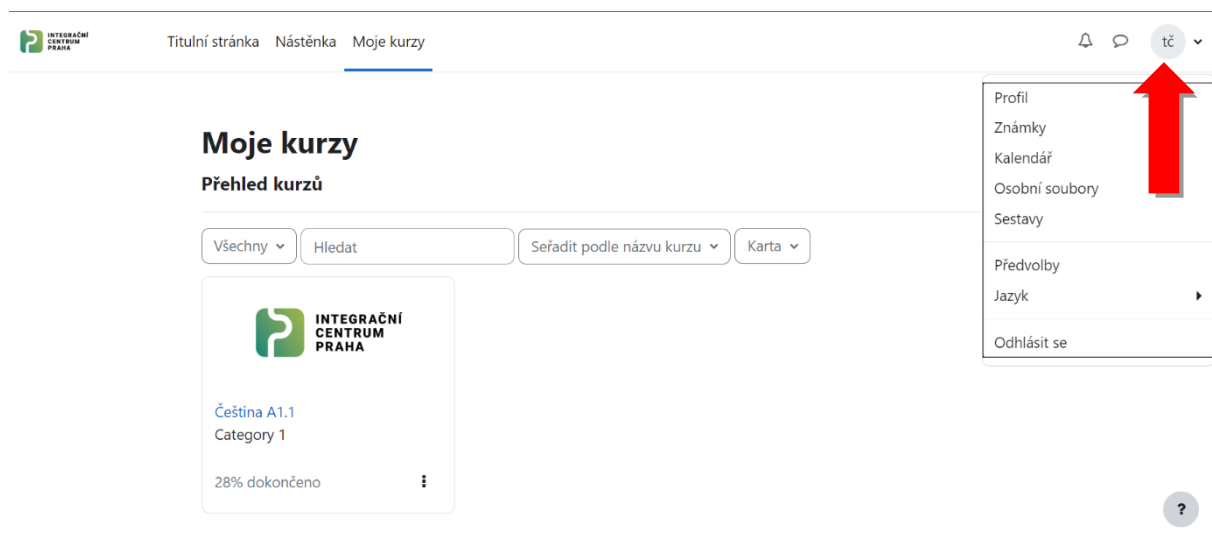 INTEGRAČNÍ
CENTRUM
PRAHA
Titulní stránka Nástěnka Moje kurzy
tč
Profil
Známky
Kalendář
Osobní soubory
Sestavy
Předvolby
Jazyk
Odhlásit se
Moje kurzy
Přehled kurzů
Všechny Hledat Seřadit podle názvu kurzu Karta
INTEGRAČNÍ
CENTRUM
PRAHA
Čeština A1.1
Category 1
28% dokončeno
?